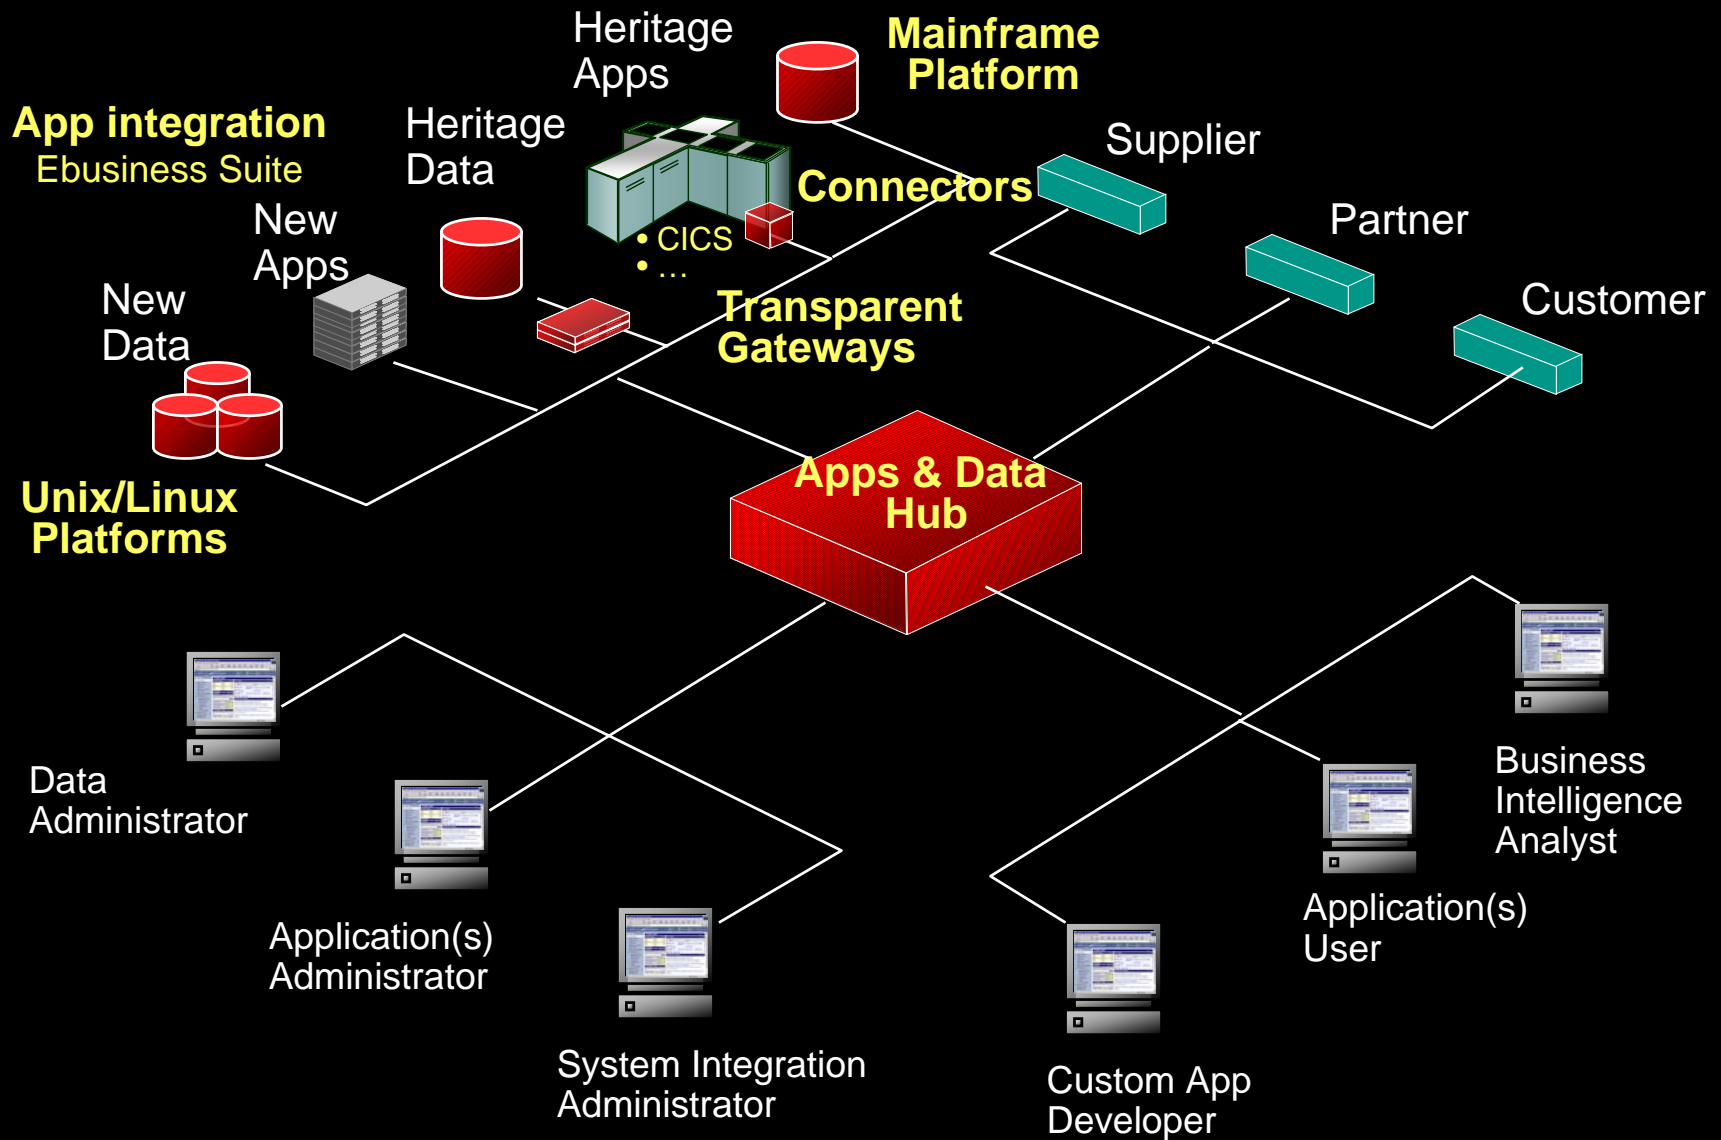 Heritage
Apps
Mainframe
Platform
App integration
Ebusiness Suite
Heritage
Data
Supplier
Connectors
New
Apps
• CICS
• …
Partner
New
Data
Transparent
Gateways
Customer
Apps & Data
Hub
Unix/Linux
Platforms
Data
Administrator
Business
Intelligence
Analyst
Application(s)
Administrator
Application(s)
User
System Integration
Administrator
Custom App
Developer